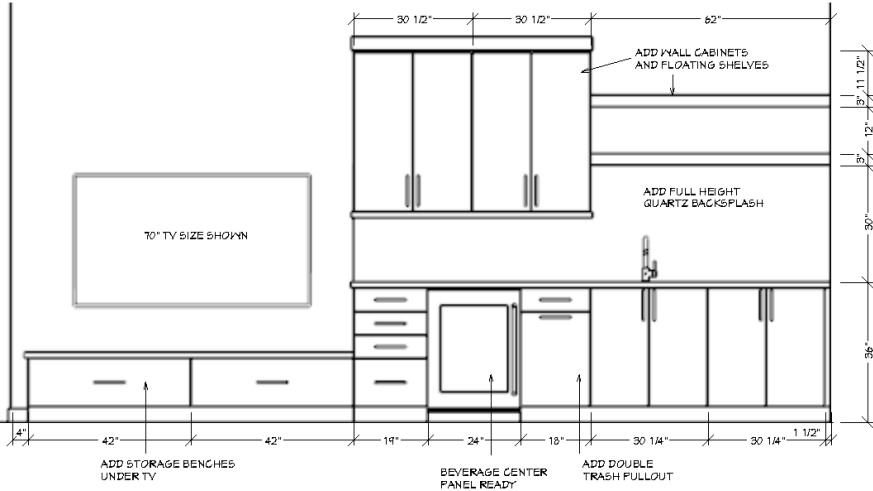 30 1/2" 30 1/2" 62"
ADD WALL CABINETS
AND FLOATING SHELVES
11 1/2"
3"
12"
3"
ADD FULL HEIGHT
QUARTZ BACKSPLASH
30"
70" TV SIZE SHOWN
36"
4" 42" 42" 19" 24" 18" 30 1/4" 30 1/4" 1 1/2"
ADD STORAGE BENCHES
UNDER TV
BEVERAGE CENTER
PANEL READY
ADD DOUBLE
TRASH PULLOUT